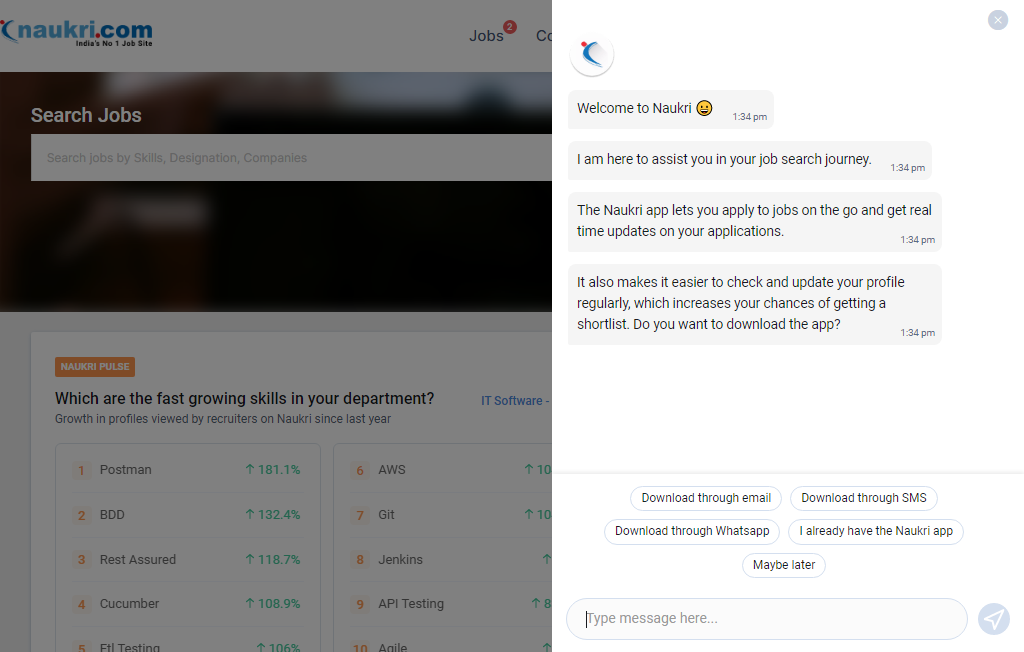 naukri.com
India's No 1 Job Site
Jobs 2
Co
Search Jobs
Search jobs by Skills, Designation, Companies
NAUKRI PULSE
Which are the fast growing skills in your department?
IT Software -
Growth in profiles viewed by recruiters on Naukri since last year
1 Postman ↑ 181.1%
2 BDD ↑ 132.4%
3 Rest Assured ↑ 118.7%
4 Cucumber ↑ 108.9%
5 Etl Testing ↑ 106%
6 AWS ↑ 10
7 Git ↑ 10
8 Jenkins ↑
9 API Testing ↑ 8
10 Agile ↑
Welcome to Naukri 😀
1:34 pm
I am here to assist you in your job search journey.
1:34 pm
The Naukri app lets you apply to jobs on the go and get real
time updates on your applications.
1:34 pm
It also makes it easier to check and update your profile
regularly, which increases your chances of getting a
shortlist. Do you want to download the app?
1:34 pm
Download through email
Download through SMS
Download through Whatsapp
I already have the Naukri app
Maybe later
Type message here...